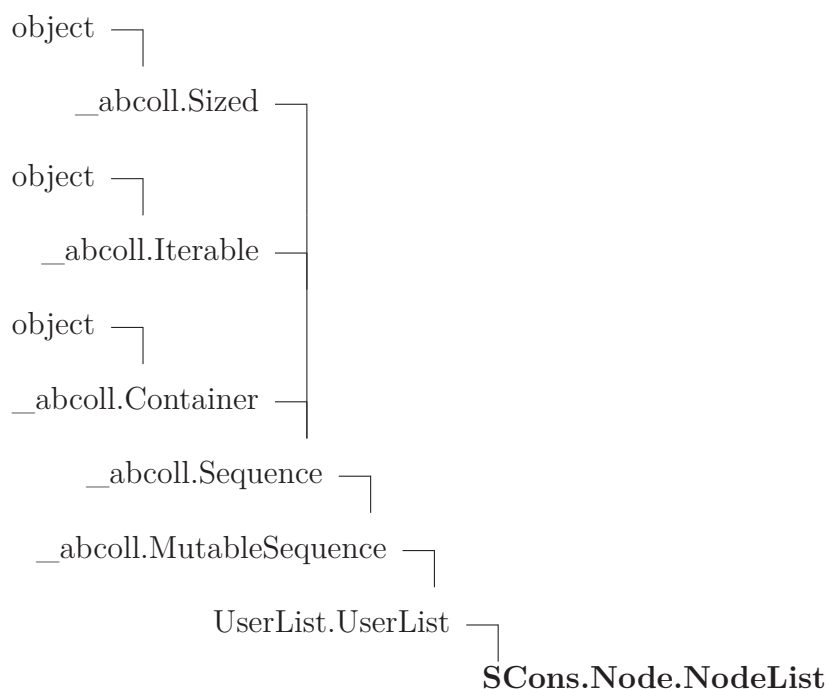 object
_abcoll.Sized
object
_abcoll.Iterable
object
_abcoll.Container
_abcoll.Sequence
_abcoll.MutableSequence
UserList.UserList
SCons.Node.NodeList